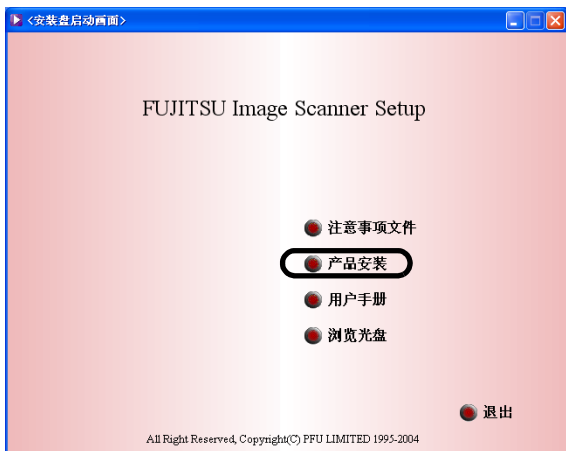 <安装盘启动画面>
FUJITSU Image Scanner Setup
注意事项文件
产品安装
用户手册
浏览光盘
退出
All Right Reserved, Copyright(C) PFU LIMITED 1995-2004